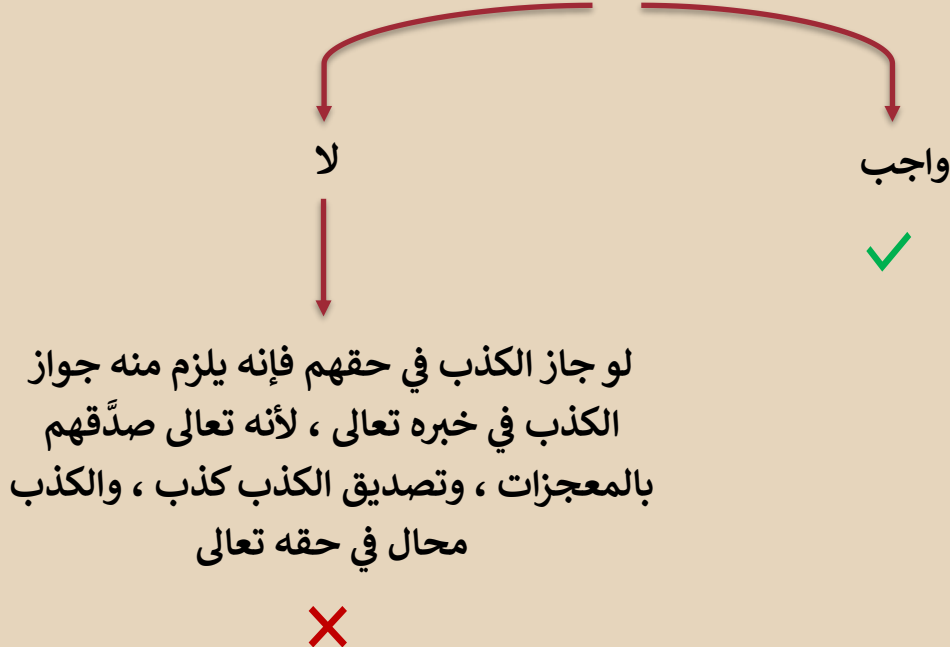 واجب
لا
لو جاز الكذب في حقهم فإنه يلزم منه جواز
الكذب في خبره تعالى ، لأنه تعالى صدَّقهم
بالمعجزات ، وتصديق الكذب كذب ، والكذب
محال في حقه تعالى